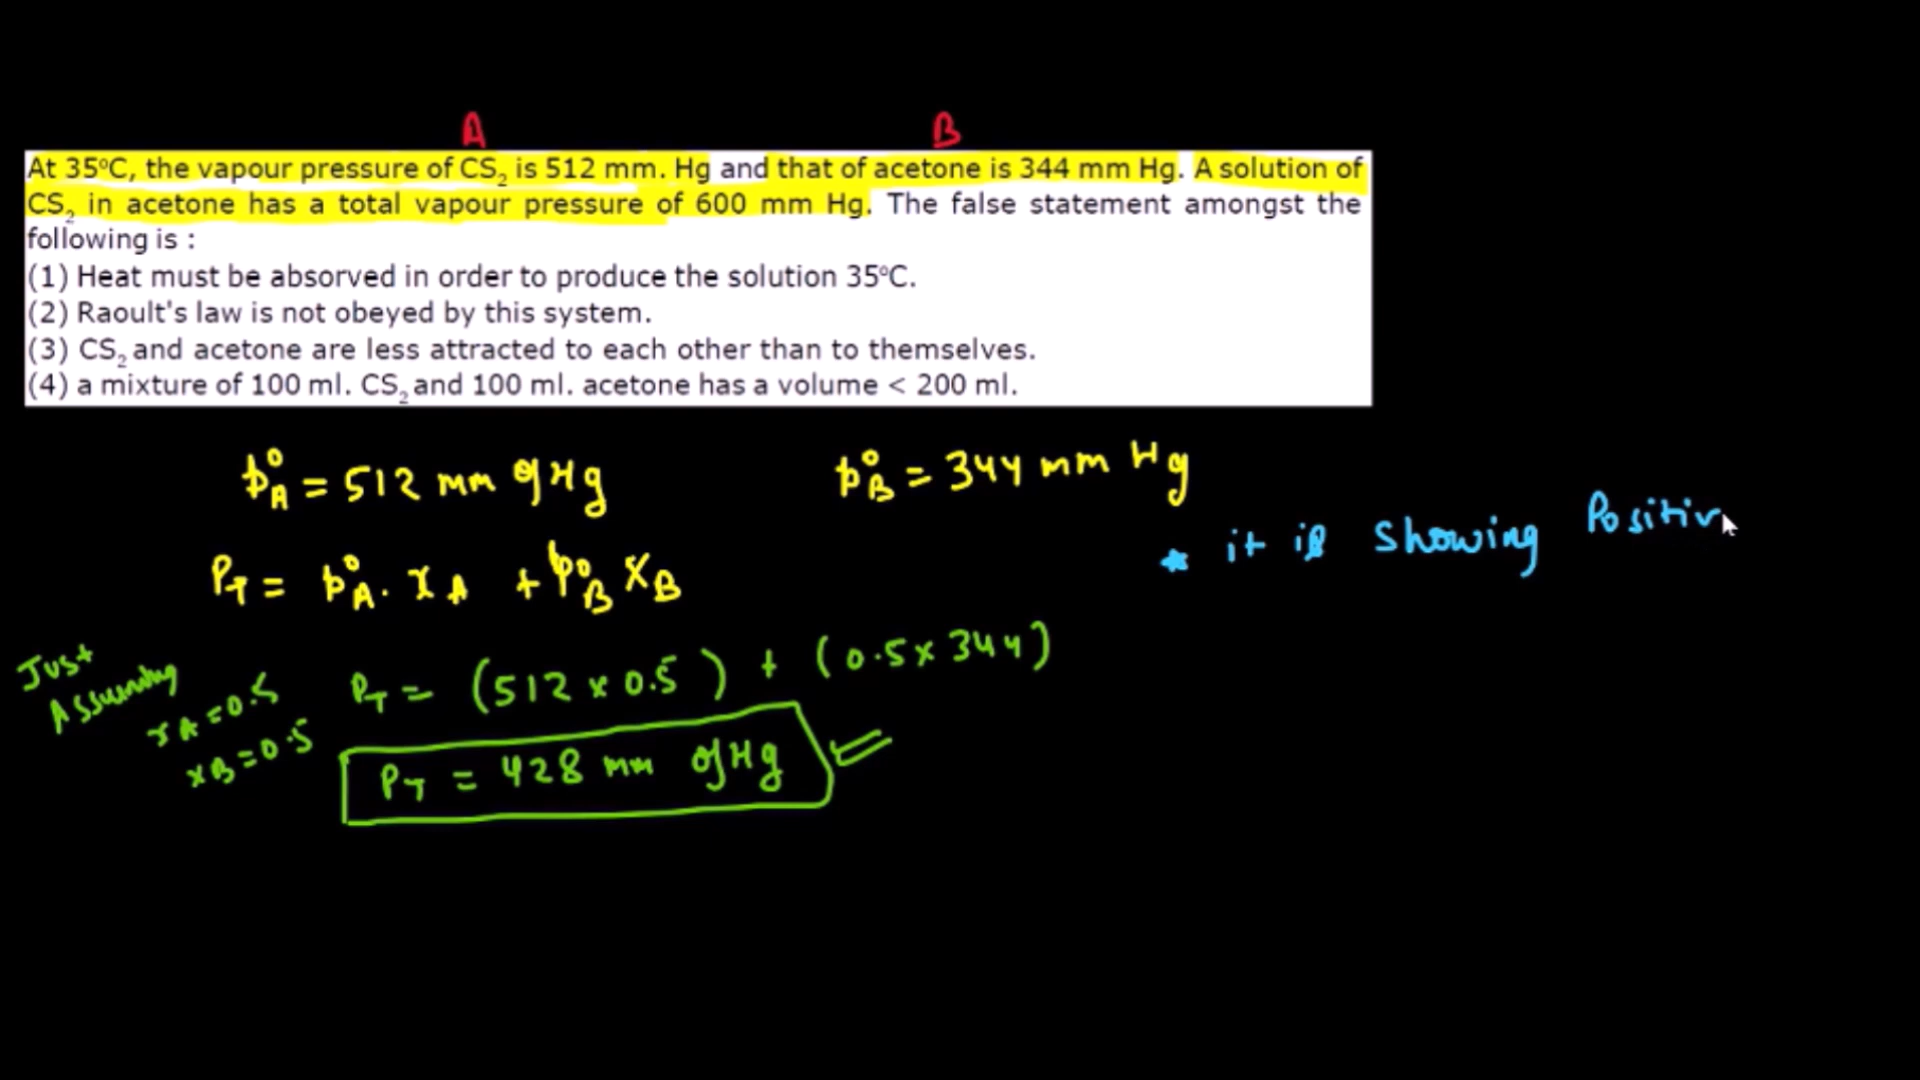 A B
At 35°C, the vapour pressure of CS₂ is 512 mm. Hg and that of acetone is 344 mm Hg. A solution of
CS₂ in acetone has a total vapour pressure of 600 mm Hg. The false statement amongst the
following is :
(1) Heat must be absorved in order to produce the solution 35°C.
(2) Raoult's law is not obeyed by this system.
(3) CS₂ and acetone are less attracted to each other than to themselves.
(4) a mixture of 100 ml. CS₂ and 100 ml. acetone has a volume < 200 ml.
p°A = 512 mm of Hg p°B = 344 mm Hg
* it is showing Positiv
PT = p°A. xA + p°B xB
Just
Assuming
xA = 0.5
xB = 0.5
PT = (512 x 0.5) + (0.5 x 344)
PT = 428 mm of Hg